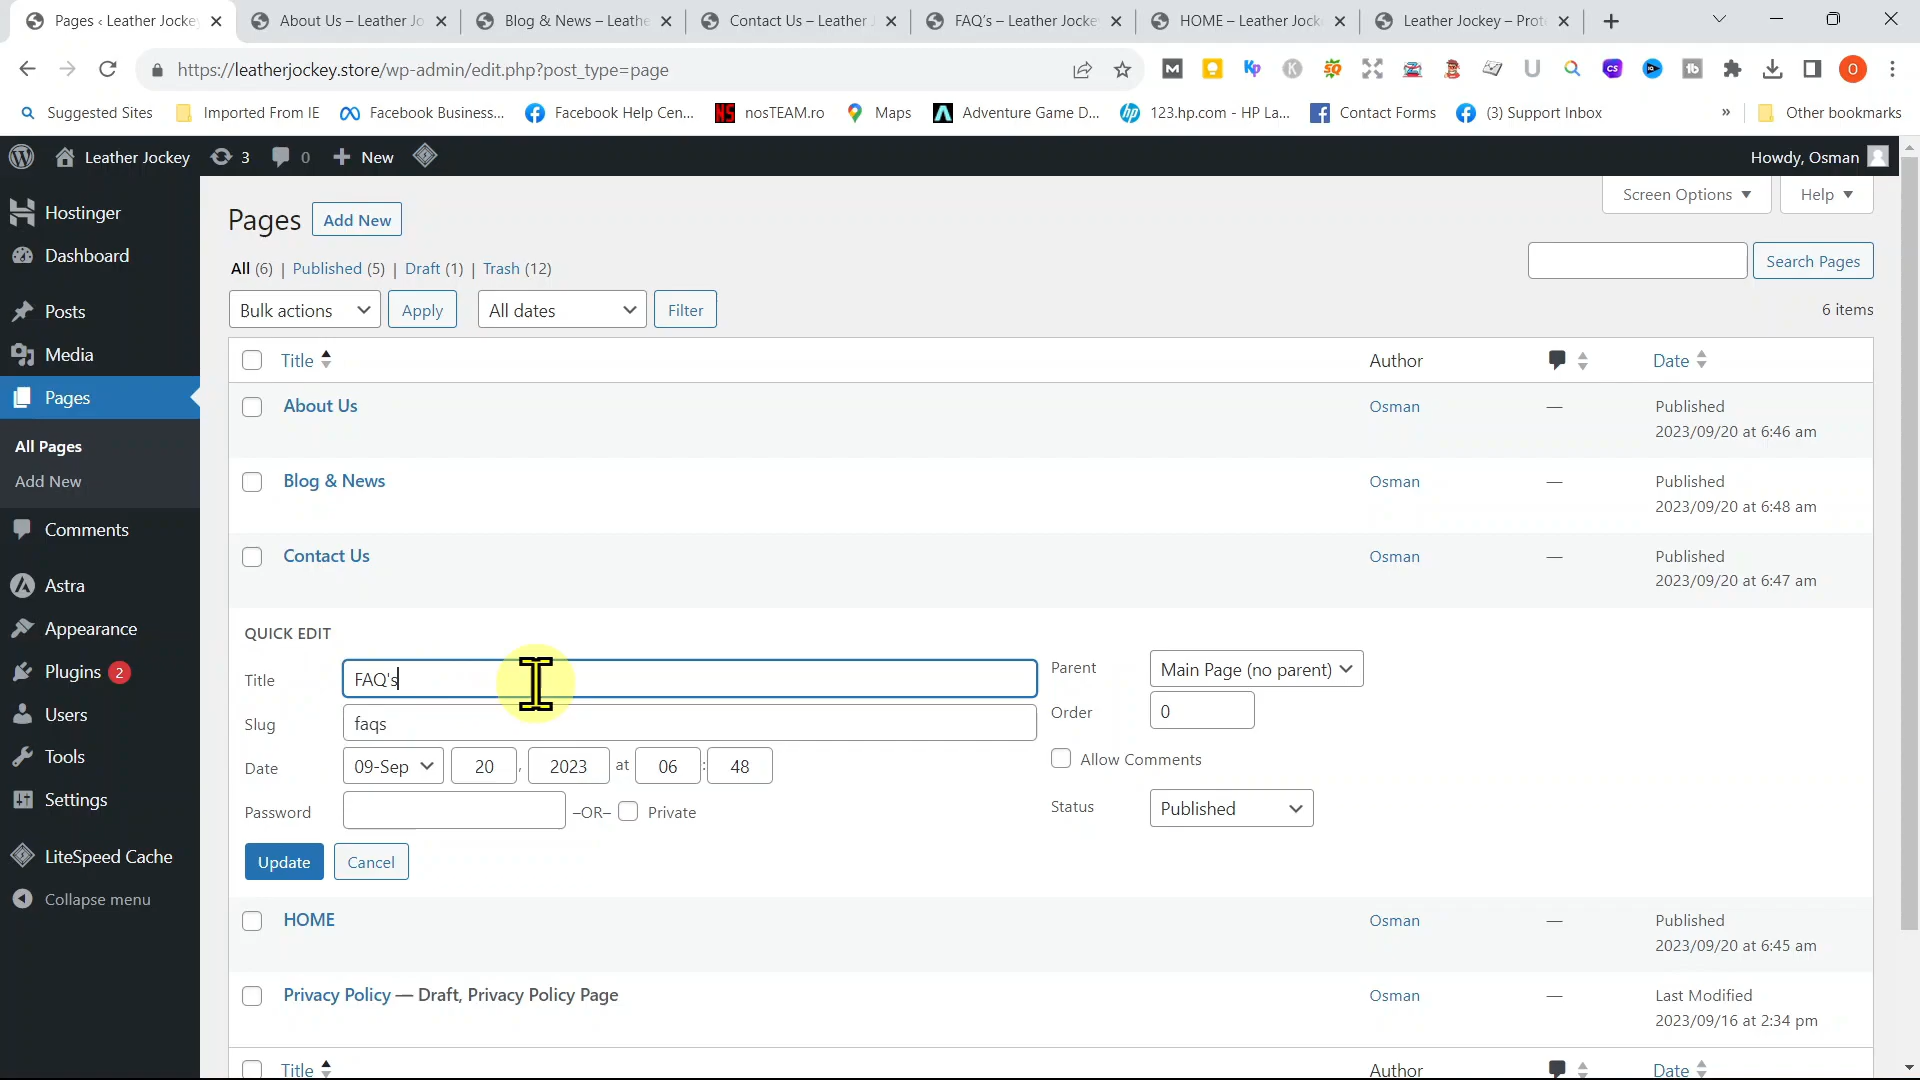 Pages ‹ Leather Jockey
About Us – Leather Jo
Blog & News – Leathe
Contact Us – Leather
FAQ's – Leather Jocke
HOME – Leather Jock
Leather Jockey – Prot
https://leatherjockey.store/wp-admin/edit.php?post_type=page
Suggested Sites
Imported From IE
Facebook Business...
Facebook Help Cen...
nosTEAM.ro
Maps
Adventure Game D...
123.hp.com - HP La...
Contact Forms
(3) Support Inbox
»
Other bookmarks
Leather Jockey
3
0
New
Howdy, Osman
Hostinger
Dashboard
Posts
Media
Pages
All Pages
Add New
Comments
Astra
Appearance
Plugins 2
Users
Tools
Settings
LiteSpeed Cache
Collapse menu
Screen Options
Help
Pages
Add New
All (6) | Published (5) | Draft (1) | Trash (12)
Search Pages
Bulk actions
Apply
All dates
Filter
6 items
Title
Author
Date
About Us
Osman
—
Published
2023/09/20 at 6:46 am
Blog & News
Osman
—
Published
2023/09/20 at 6:48 am
Contact Us
Osman
—
Published
2023/09/20 at 6:47 am
QUICK EDIT
Title
FAQ's
Slug
faqs
Date
09-Sep 20 , 2023 at 06 : 48
Password
–OR–
Private
Parent
Main Page (no parent)
Order
0
Allow Comments
Status
Published
Update
Cancel
HOME
Osman
—
Published
2023/09/20 at 6:45 am
Privacy Policy — Draft, Privacy Policy Page
Osman
—
Last Modified
2023/09/16 at 2:34 pm
Title
Author
Date